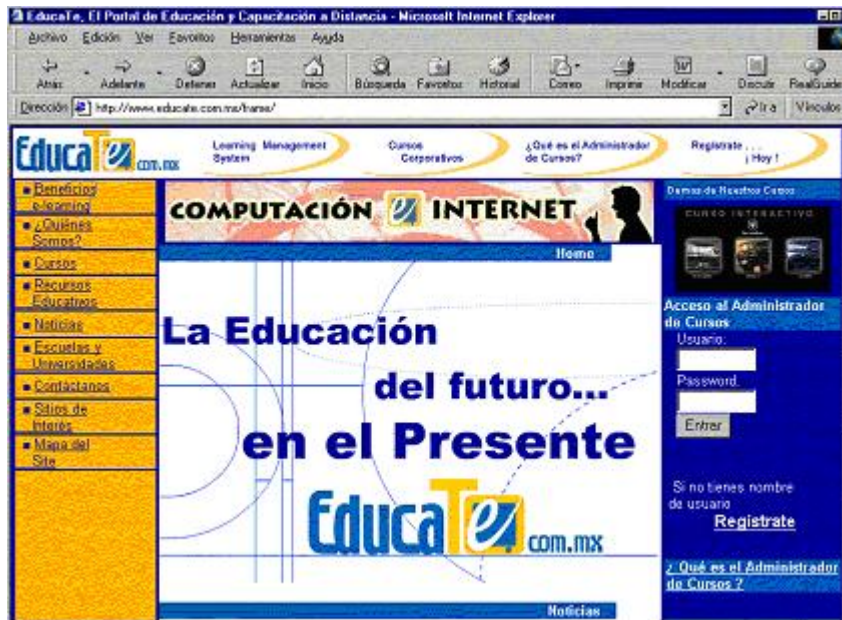 EducaTe, El Portal de Educación y Capacitación a Distancia - Microsoft Internet Explorer
Archivo Edición Ver Favoritos Herramientas Ayuda
Atrás Adelante Detener Actualizar Inicio Búsqueda Favoritos Historial Correo Imprimir Modificar Discutir RealGuide
Dirección http://www.educate.com.mx/frame/ Ir a Vínculos
EducaTe com.mx
Learning Management
System
Cursos
Corporativos
¿Qué es el Administrador
de Cursos?
Regístrate . . .
¡ Hoy !
Beneficios
e-learning
¿Quiénes
Somos?
Cursos
Recursos
Educativos
Noticias
Escuelas y
Universidades
Contáctanos
Sitios de
Interés
Mapa del
Site
COMPUTACIÓN e INTERNET
Home
La Educación
del futuro...
en el Presente
EducaTe com.mx
Noticias
Demos de Nuestros Cursos
CURSO INTERACTIVO
Acceso al Administrador
de Cursos
Usuario:
Password:
Entrar
Si no tienes nombre
de usuario
Regístrate
¿ Qué es el Administrador
de Cursos ?